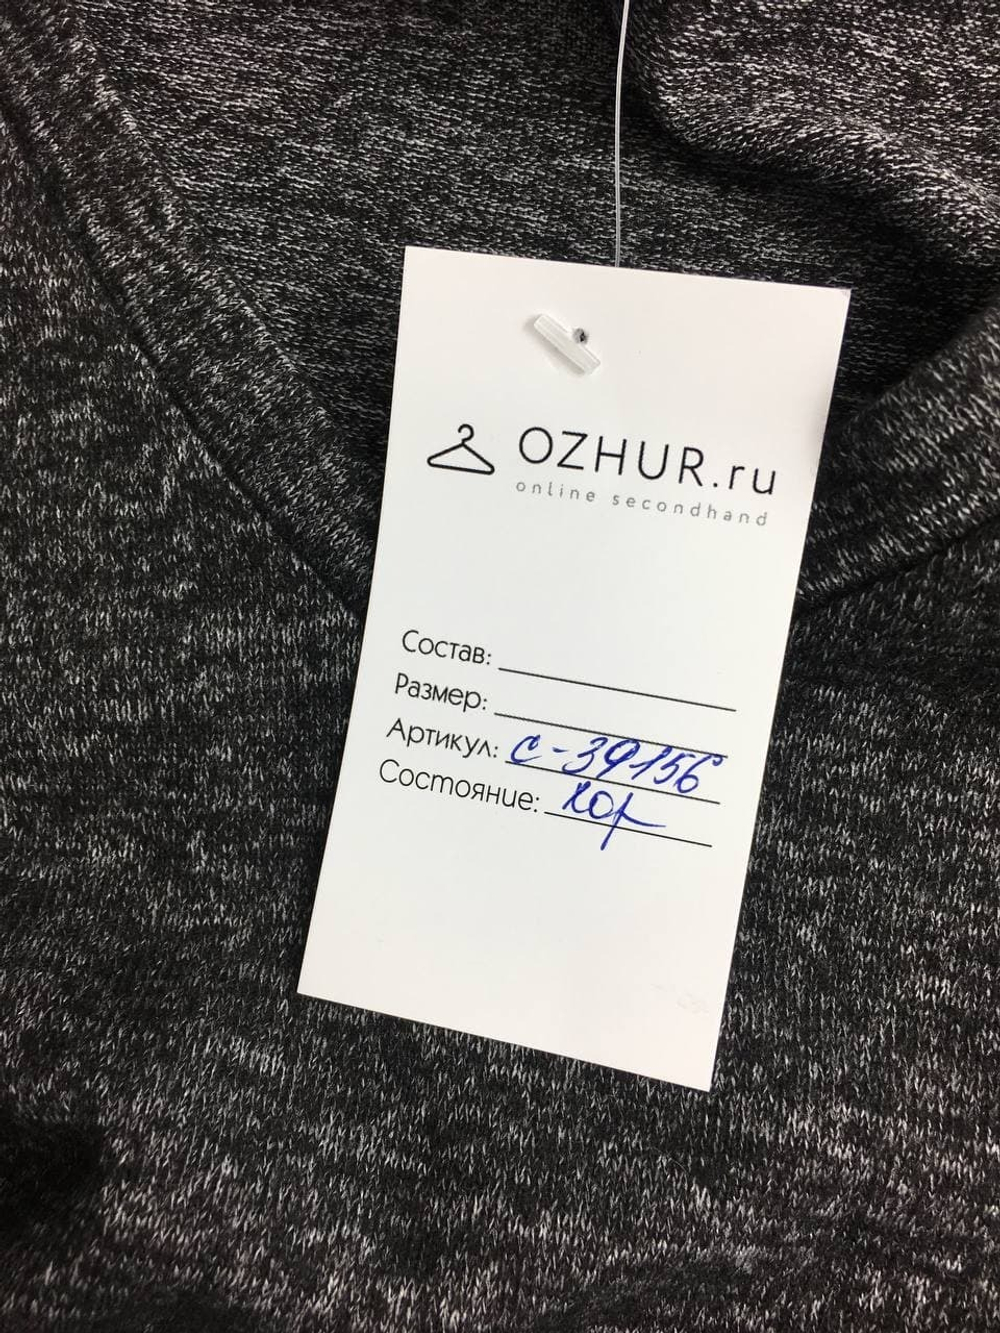 OZHUR.ru
online secondhand
Состав:
Размер:
Артикул: С-39156
Состояние: хор